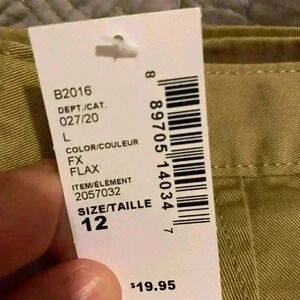 B2016
DEPT./CAT.
027/20
L
COLOR/COULEUR
FX
FLAX
ITEM/ÉLÉMENT
2057032
SIZE/TAILLE
12
$19.95
8 89705 14034 7